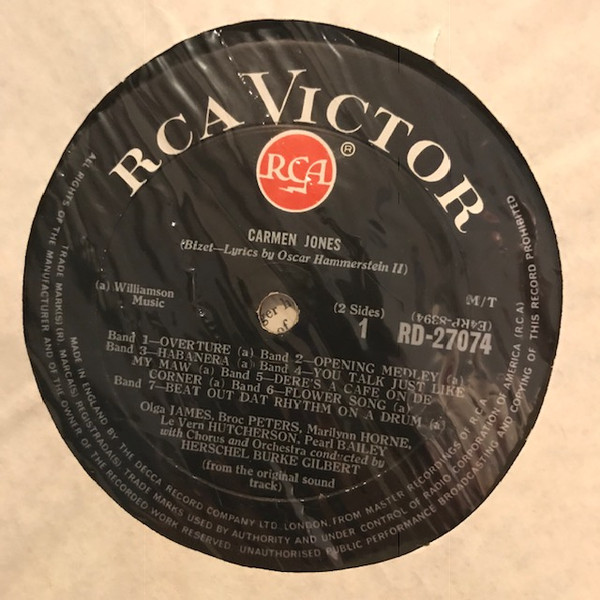 RCA VICTOR
RCA ®
CARMEN JONES
(Bizet—Lyrics by Oscar Hammerstein II)
(a) Williamson
Music
(2 Sides)
1
M/T
(E4RP-8394)
RD-27074
Band 1—OVERTURE (a) Band 2—OPENING MEDLEY (a)
Band 3—HABANERA (a) Band 4—YOU TALK JUST LIKE
MY MAW (a) Band 5—DERE'S A CAFE ON DE
CORNER (a) Band 6—FLOWER SONG (a)
Band 7—BEAT OUT DAT RHYTHM ON A DRUM (a)
Olga JAMES, Broc PETERS, Marilynn HORNE,
Le Vern HUTCHERSON, Pearl BAILEY
with Chorus and Orchestra conducted by
HERSCHEL BURKE GILBERT
(from the original sound
track)
MADE IN ENGLAND BY THE DECCA RECORD COMPANY LTD. LONDON, FROM MASTER RECORDINGS OF R.C.A.
TRADE MARK(S) (R). MARCA(S) REGISTRADA(S) TRADE MARKS USED BY AUTHORITY AND UNDER CONTROL OF RADIO CORPORATION OF AMERICA (R.C.A)
ALL RIGHTS OF THE MANUFACTURER AND OF THE OWNER OF THE RECORDED WORK RESERVED UNAUTHORISED PUBLIC PERFORMANCE BROADCASTING AND COPYING OF THIS RECORD PROHIBITED